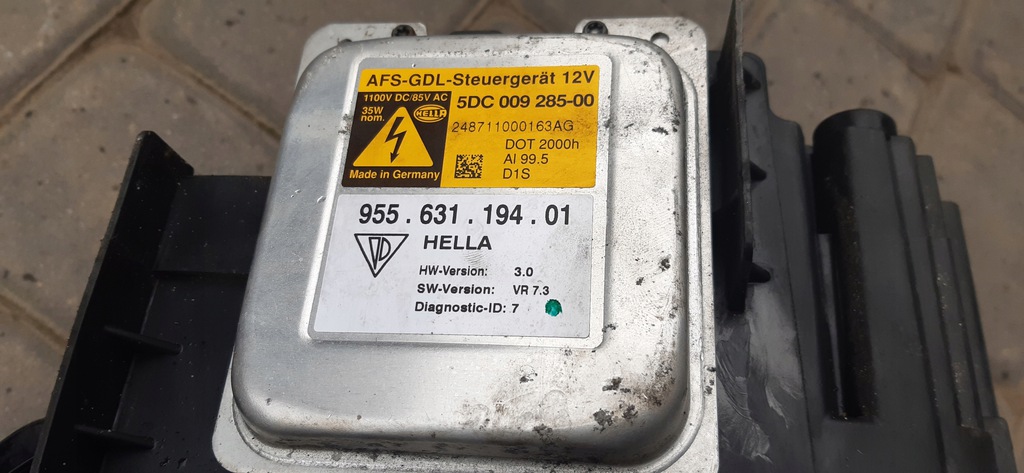 AFS-GDL-Steuergerät 12V
1100V DC/85V AC
35W
nom.
HELLA
5DC 009 285-00
248711000163AG
DOT 2000h
Al 99.5
D1S
Made in Germany
955.631.194.01
HELLA
HW-Version: 3.0
SW-Version: VR 7.3
Diagnostic-ID: 7